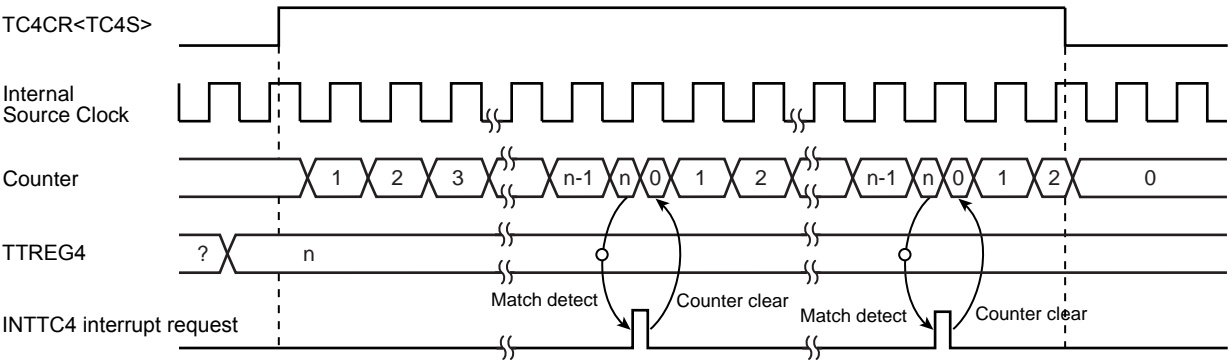 TC4CR<TC4S>
Internal
Source Clock
Counter
1 2 3 n-1 n 0 1 2 n-1 n 0 1 2 0
TTREG4
? n
Match detect Counter clear Match detect Counter clear
INTTC4 interrupt request